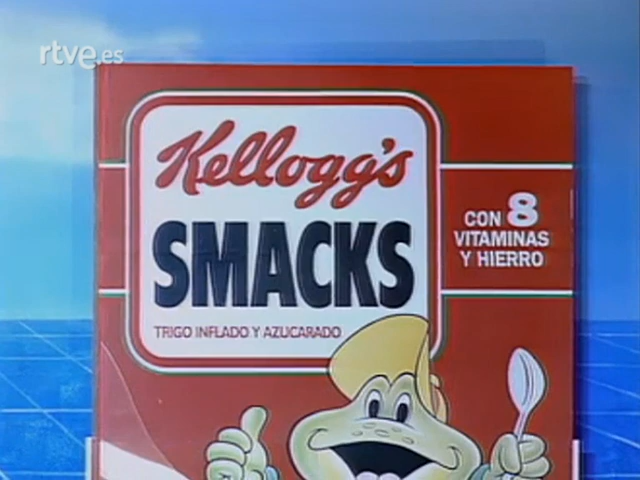 rtve.es
Kellogg's
SMACKS
TRIGO INFLADO Y AZUCARADO
CON 8
VITAMINAS
Y HIERRO